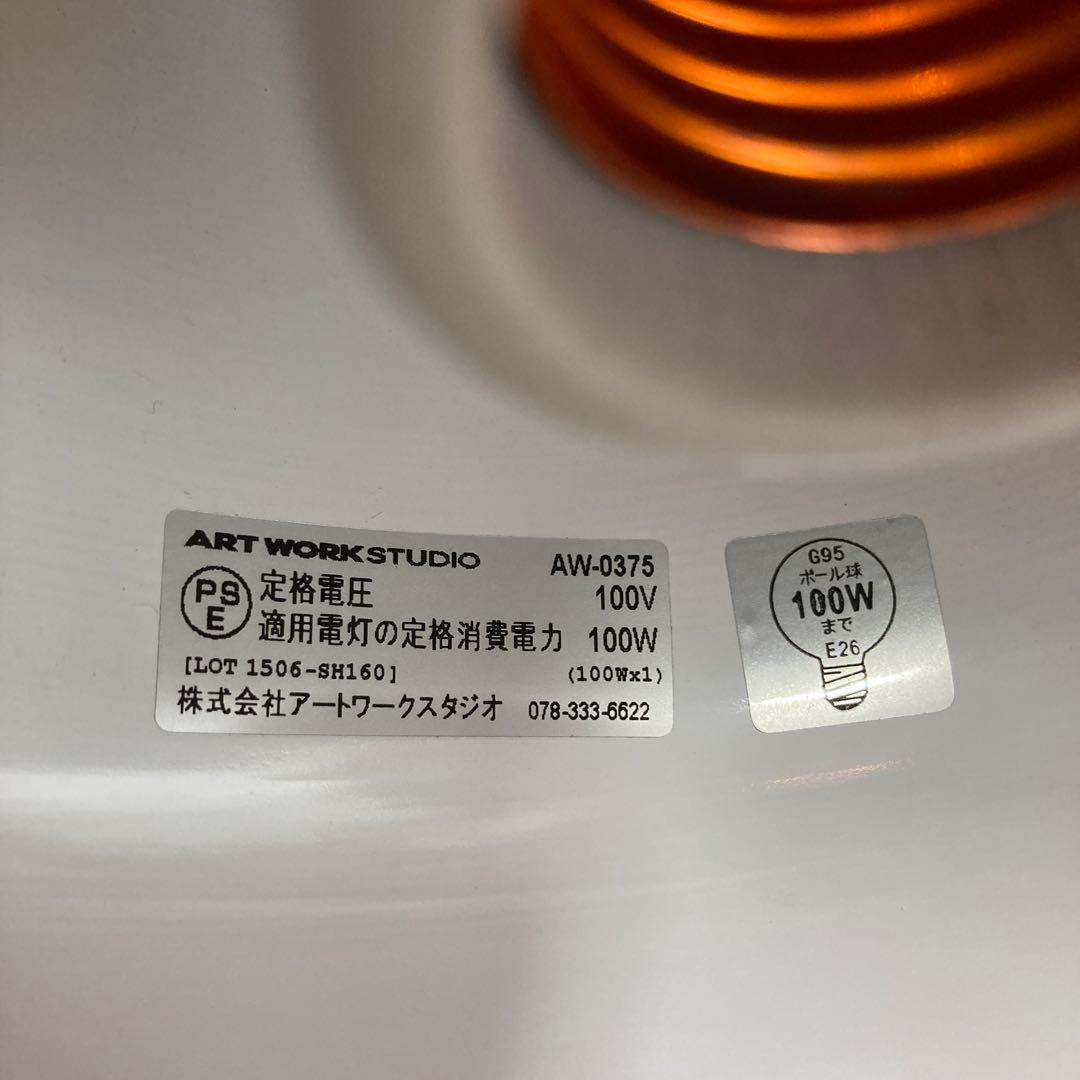 ART WORK STUDIO AW-0375
PS
E
定格電圧 100V
適用電灯の定格消費電力 100W
[LOT 1506-SH160] (100Wx1)
株式会社アートワークスタジオ 078-333-6622
G95
ボール球
100W
まで
E26